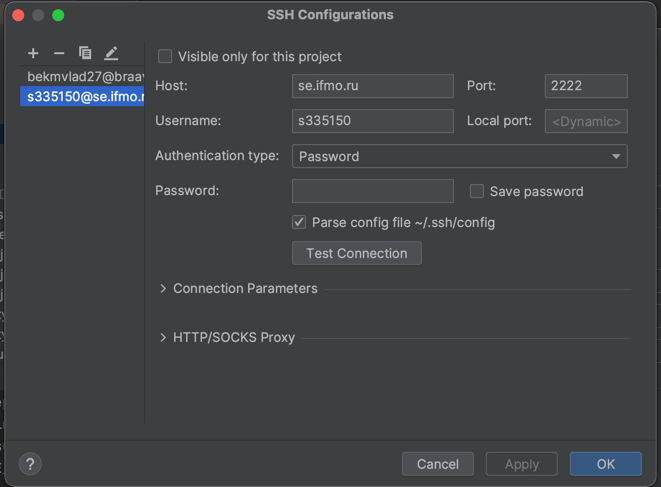 SSH Configurations
bekmvlad27@braav
s335150@se.ifmo.r
Visible only for this project
Host: se.ifmo.ru Port: 2222
Username: s335150 Local port: <Dynamic>
Authentication type: Password
Password: Save password
Parse config file ~/.ssh/config
Test Connection
Connection Parameters
HTTP/SOCKS Proxy
? Cancel Apply OK